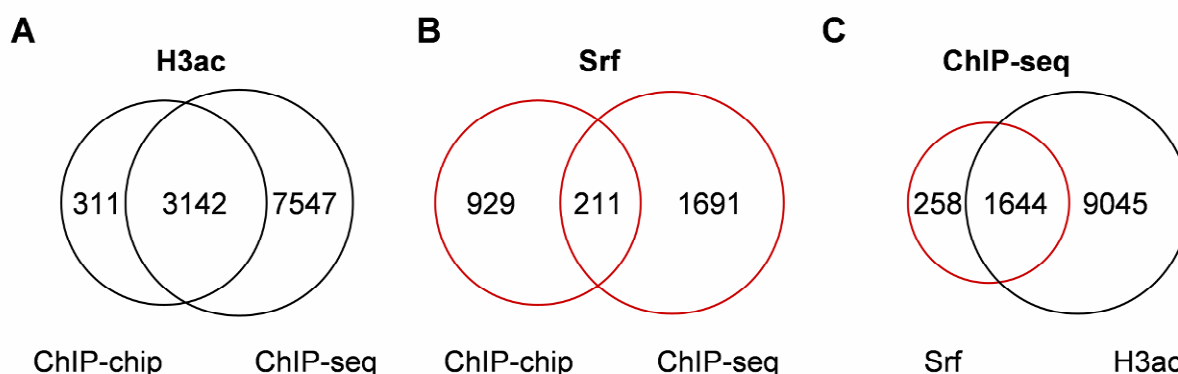 A
H3ac
311 3142 7547
ChIP-chip ChIP-seq
B
Srf
929 211 1691
ChIP-chip ChIP-seq
C
ChIP-seq
258 1644 9045
Srf H3ac